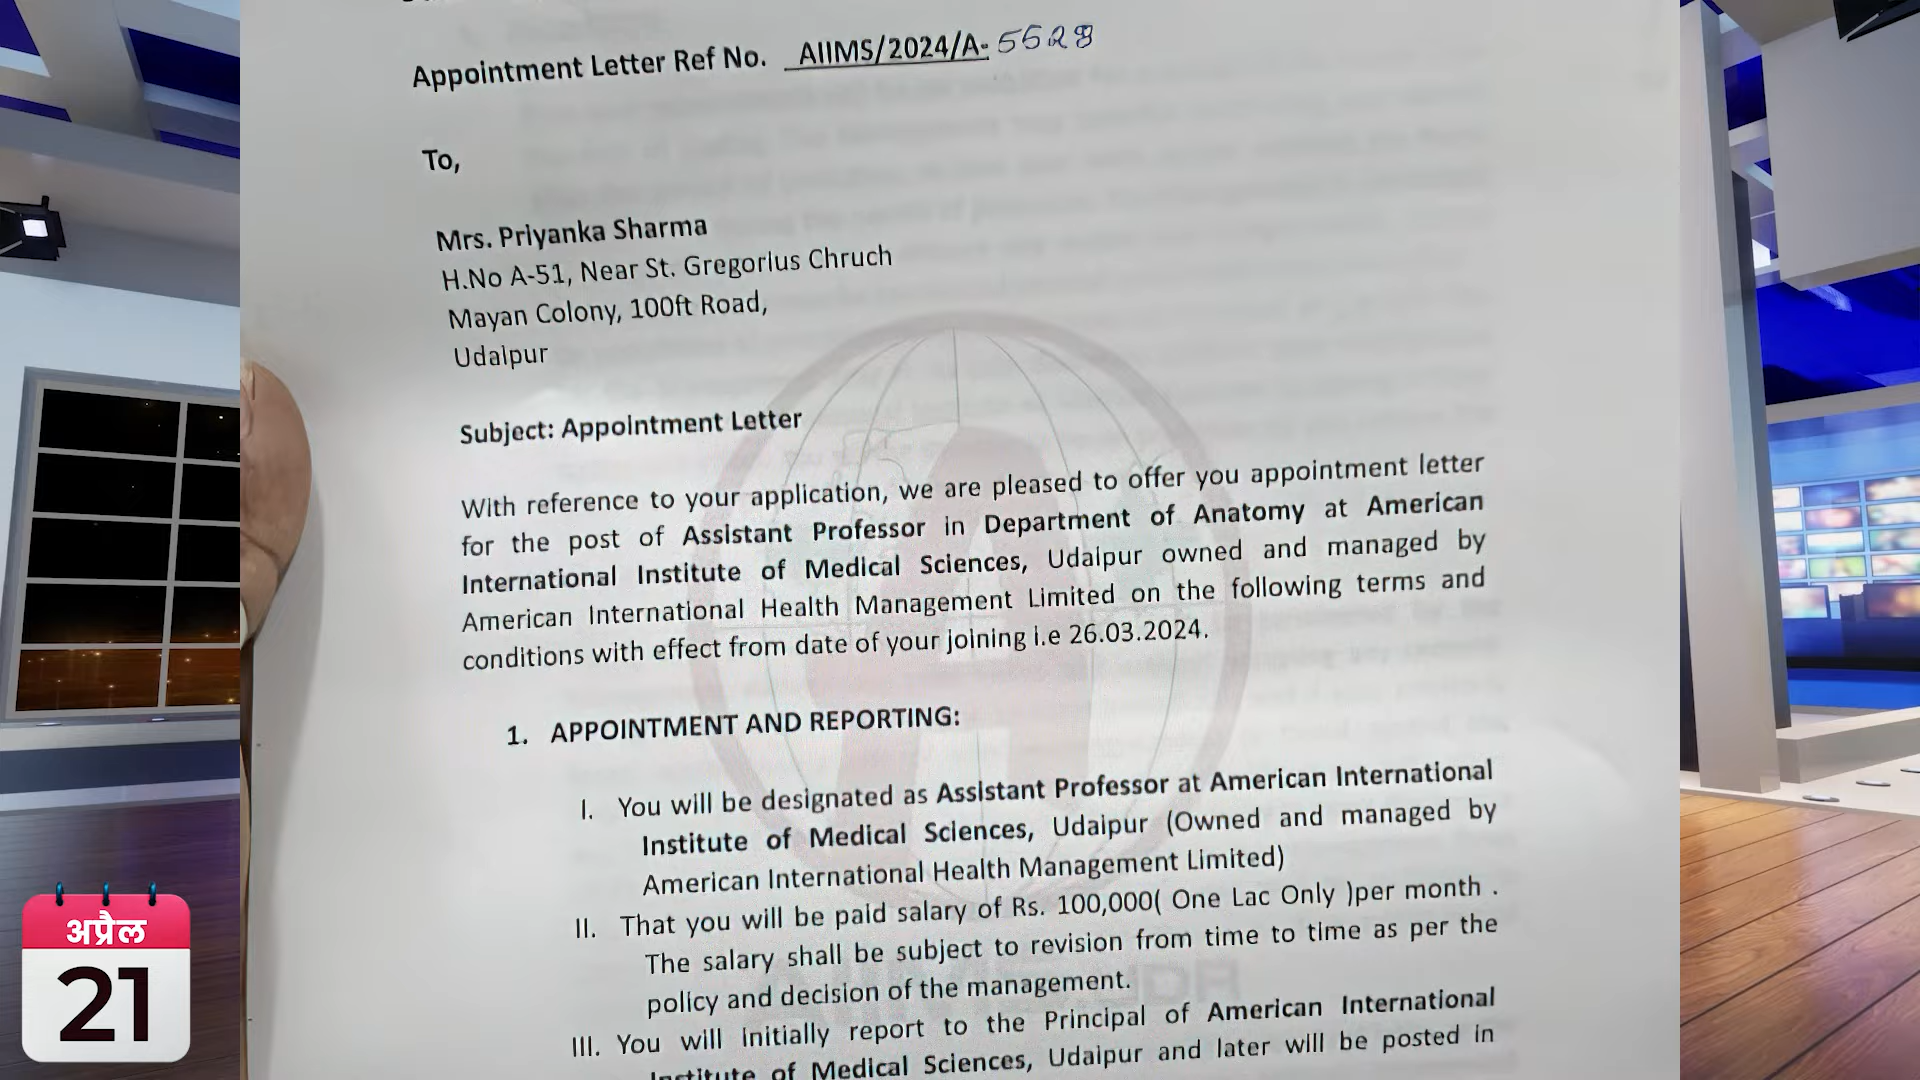 Appointment Letter Ref No. AIIMS/2024/A- 5528
To,
Mrs. Priyanka Sharma
H.No A-51, Near St. Gregorius Chruch
Mayan Colony, 100ft Road,
Udaipur
Subject: Appointment Letter
With reference to your application, we are pleased to offer you appointment letter
for the post of Assistant Professor in Department of Anatomy at American
International Institute of Medical Sciences, Udaipur owned and managed by
American International Health Management Limited on the following terms and
conditions with effect from date of your joining i.e 26.03.2024.
1. APPOINTMENT AND REPORTING:
I. You will be designated as Assistant Professor at American International
Institute of Medical Sciences, Udaipur (Owned and managed by
American International Health Management Limited)
II. That you will be paid salary of Rs. 100,000( One Lac Only )per month .
The salary shall be subject to revision from time to time as per the
policy and decision of the management.
III. You will initially report to the Principal of American International
Institute of Medical Sciences, Udaipur and later will be posted in
अप्रैल
21